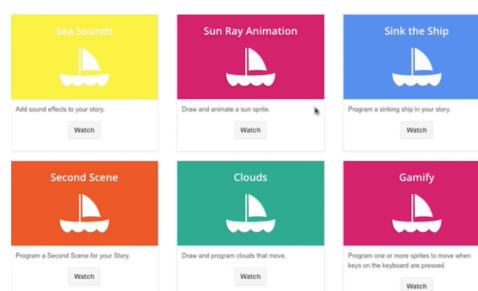 Sea Sounds
Sun Ray Animation
Sink the Ship
Add sound effects to your story.
Draw and animate a sun sprite.
Program a sinking ship in your story.
Watch
Watch
Watch
Second Scene
Clouds
Gamify
Program a Second Scene for your Story.
Draw and program clouds that move.
Program one or more sprites to move when
keys on the keyboard are pressed.
Watch
Watch
Watch